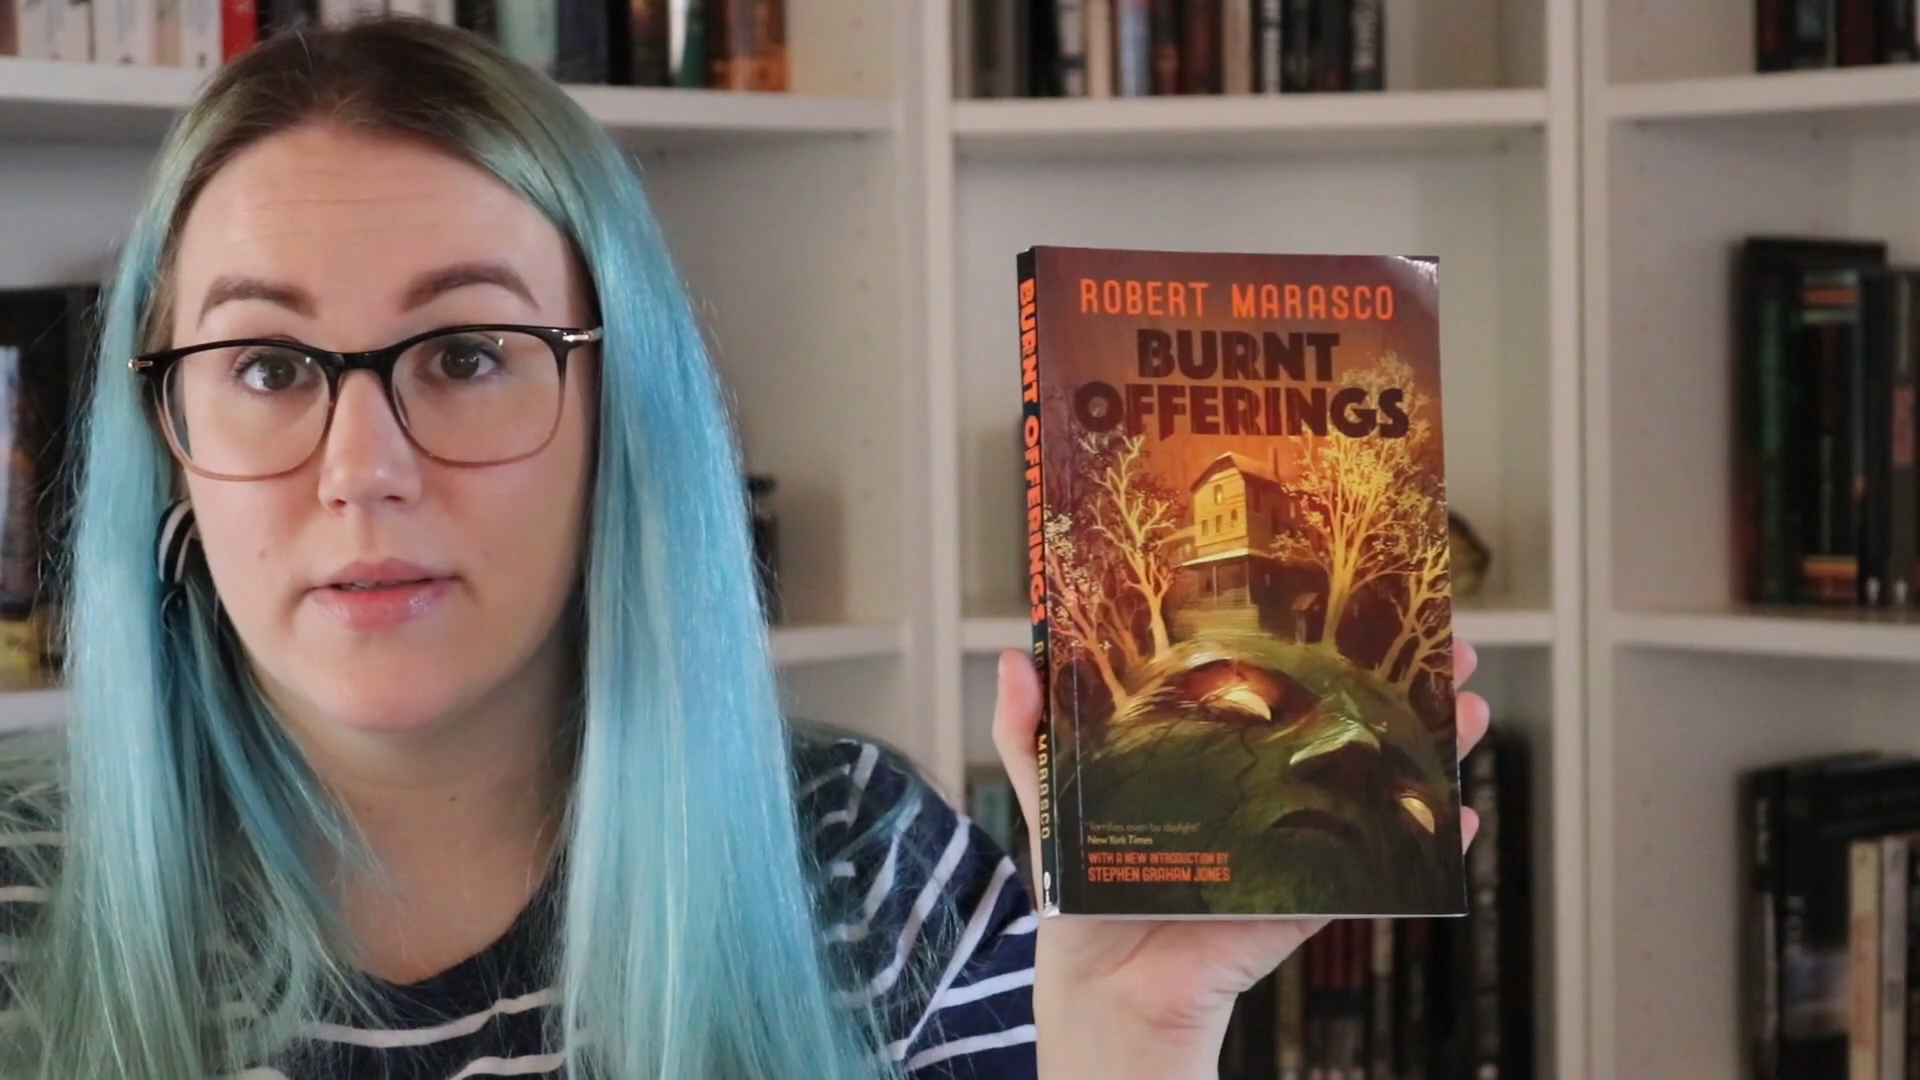 ROBERT MARASCO
BURNT
OFFERINGS
"Terrifies even by daylight"
New York Times
WITH A NEW INTRODUCTION BY
STEPHEN GRAHAM JONES
BURNT OFFERINGS MARASCO